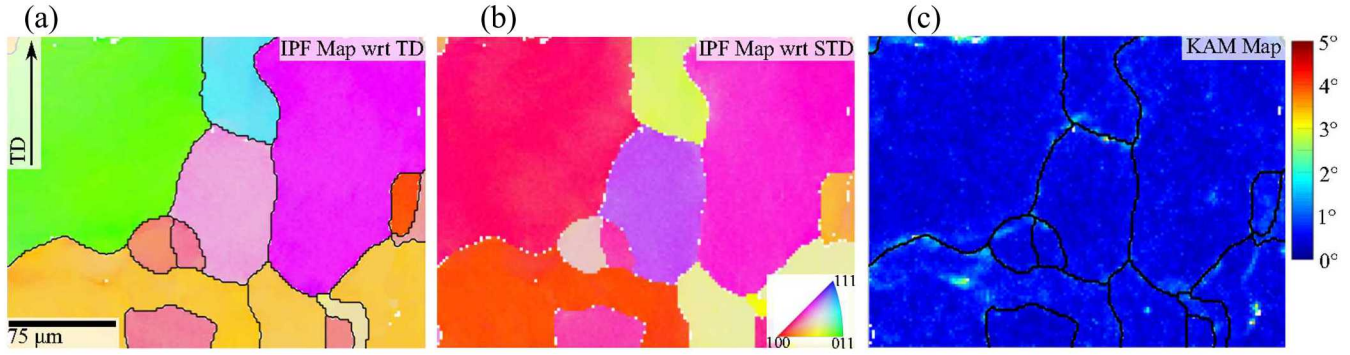 (a)
(b)
(c)
IPF Map wrt TD
IPF Map wrt STD
KAM Map
TD
75 μm
111
100
011
5°
4°
3°
2°
1°
0°